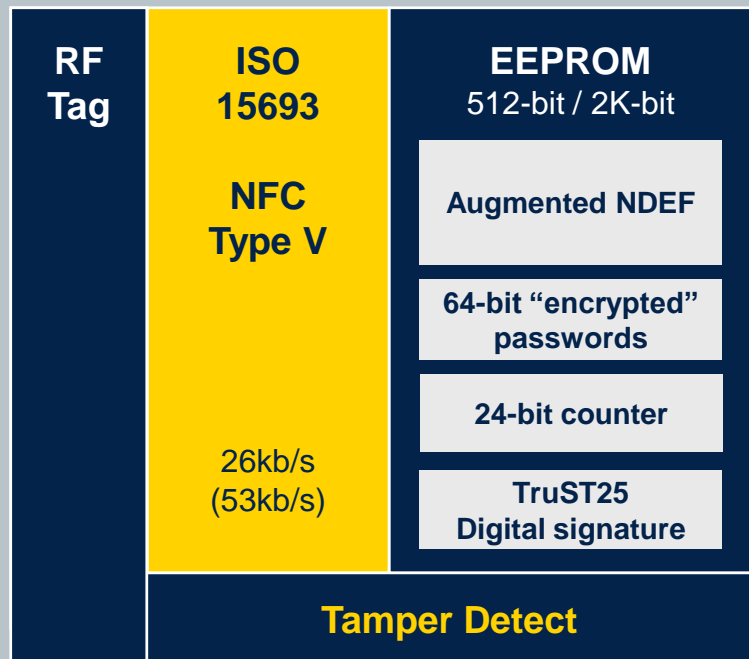 RF
Tag
ISO
15693
NFC
Type V
26kb/s
(53kb/s)
EEPROM
512-bit / 2K-bit
Augmented NDEF
64-bit “encrypted”
passwords
24-bit counter
TruST25
Digital signature
Tamper Detect